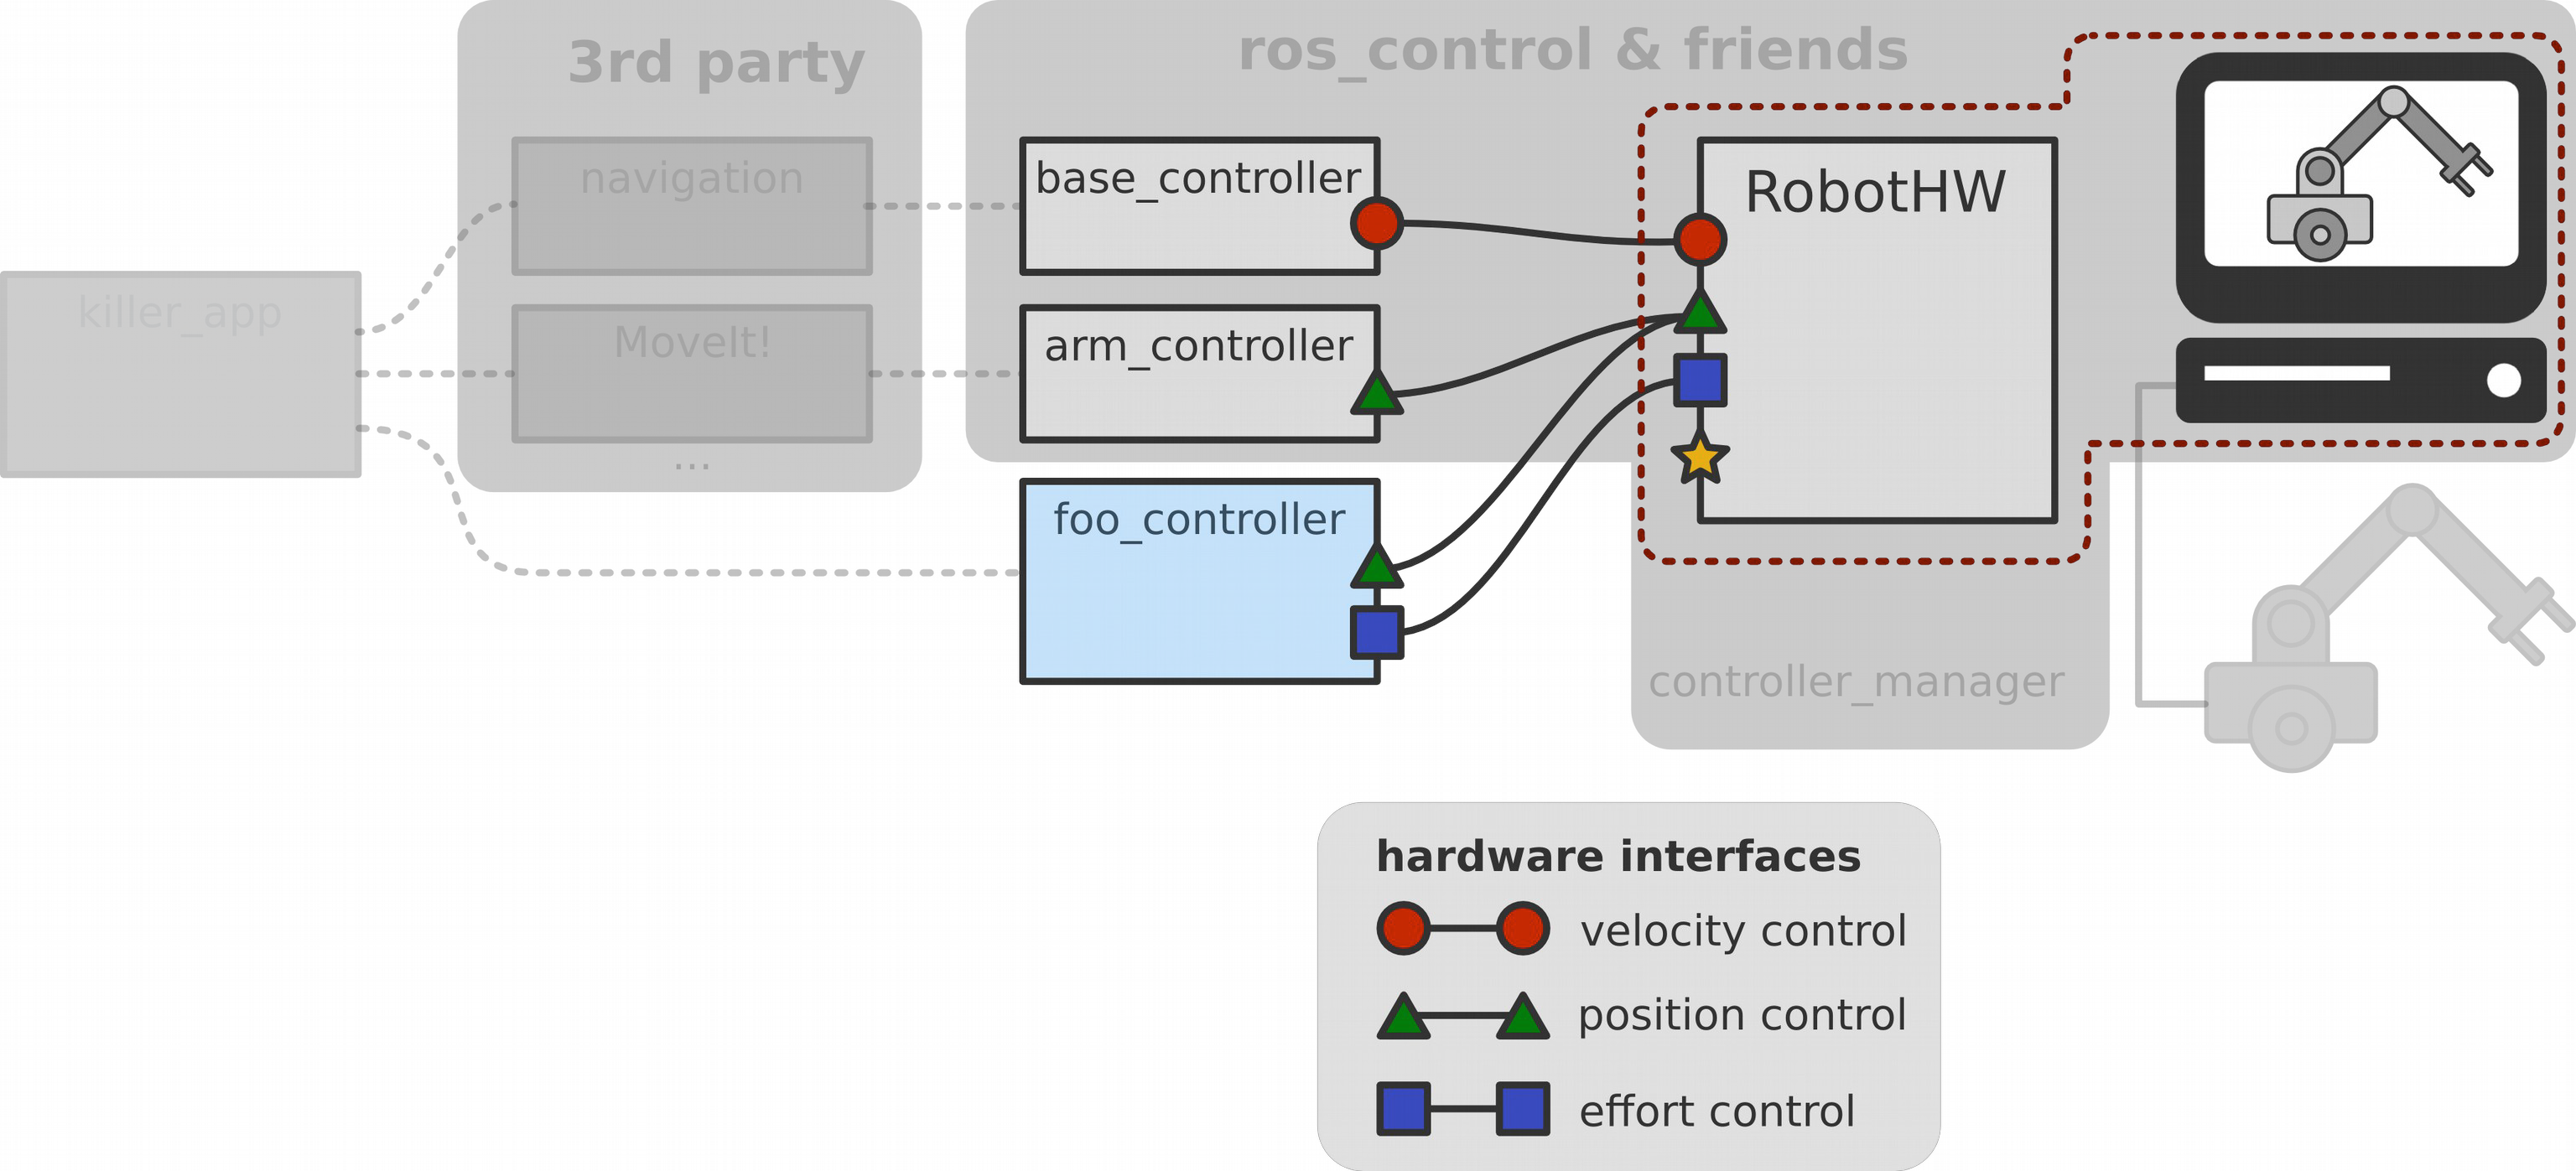 3rd party
ros_control & friends
navigation
base_controller
RobotHW
killer_app
MoveIt!
arm_controller
...
foo_controller
controller_manager
hardware interfaces
velocity control
position control
effort control